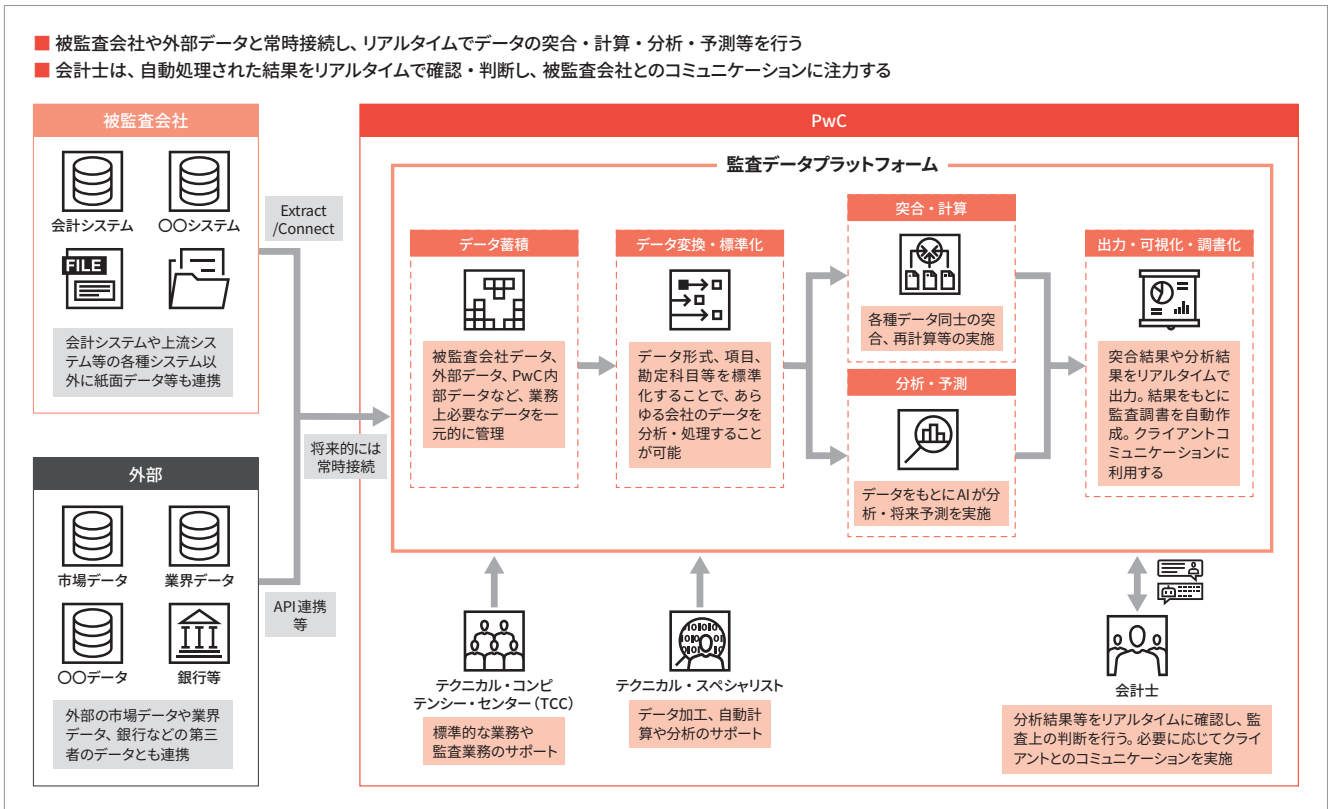 被監査会社や外部データと常時接続し、リアルタイムでデータの突合・計算・分析・予測等を行う
会計士は、自動処理された結果をリアルタイムで確認・判断し、被監査会社とのコミュニケーションに注力する
被監査会社
会計システム
〇〇システム
FILE
会計システムや上流シス
テム等の各種システム以
外に紙面データ等も連携
外部
市場データ
業界データ
〇〇データ
銀行等
外部の市場データや業界
データ、銀行などの第三
者のデータとも連携
Extract
/Connect
将来的には
常時接続
API連携
等
PwC
監査データプラットフォーム
データ蓄積
被監査会社データ、
外部データ、PwC内
部データなど、業務
上必要なデータを一
元的に管理
データ変換・標準化
データ形式、項目、
勘定科目等を標準
化することで、あら
ゆる会社のデータを
分析・処理すること
が可能
突合・計算
各種データ同士の突
合、再計算等の実施
分析・予測
データをもとにAIが分
析・将来予測を実施
出力・可視化・調書化
突合結果や分析結
果をリアルタイムで
出力。結果をもとに
監査調書を自動作
成。クライアントコ
ミュニケーションに
利用する
テクニカル・コンピ
テンシー・センター（TCC）
標準的な業務や
監査業務のサポート
テクニカル・スペシャリスト
データ加工、自動計
算や分析のサポート
会計士
分析結果等をリアルタイムに確認し、監
査上の判断を行う。必要に応じてクライ
アントとのコミュニケーションを実施